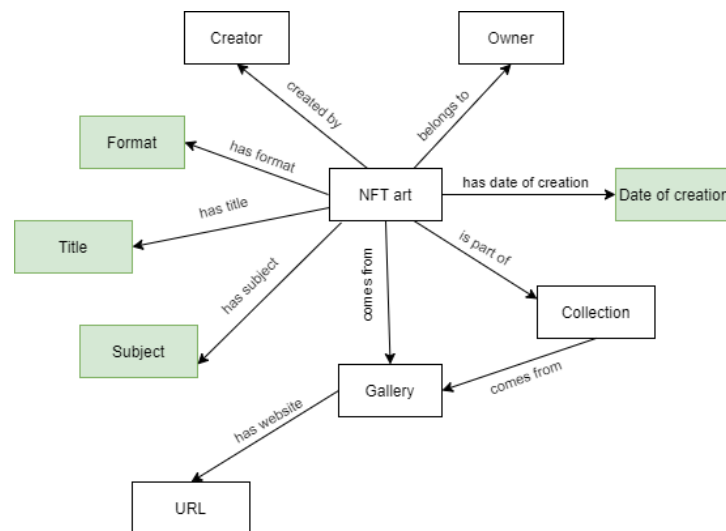 Creator
Owner
created by
belongs to
Format
has format
NFT art
has date of creation
Date of creation
has title
Title
is part of
has subject
comes from
Collection
Subject
comes from
Gallery
has website
URL